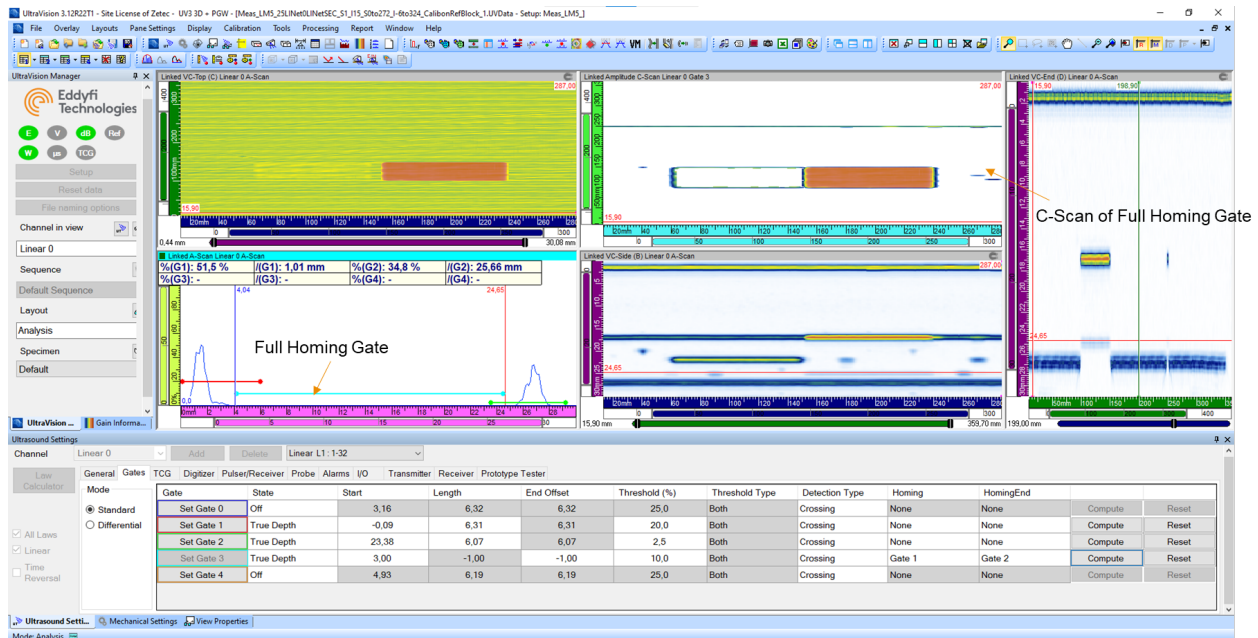 UltraVision 3.12R22T1 - Site License of Zetec - UV3 3D + PGW - [Meas_LM5_25LINet0LINetSEC_S1_I15_S0to272_I-6to324_CalibonRefBlock_1.UVData - Setup: Meas_LM5_]
File Overlay Layouts Pane Settings Display Calibration Tools Processing Report Window Help
UltraVision Manager
Eddyfi
Technologies
E V dB Ref
W µs TCG
Setup
Reset data
File naming options
Channel in view
Linear 0
Sequence
Default Sequence
Layout
Analysis
Specimen
Default
UltraVision ... Gain Informa...
Linked VC-Top (C) Linear 0 A-Scan
287,00
15,90
0,44 mm 30,08 mm
Linked Amplitude C-Scan Linear 0 Gate 3
287,00
15,90
Linked VC-End (D) Linear 0 A-Scan
15,90 198,90
24,65
199,00 mm
C-Scan of Full Homing Gate
Linked A-Scan Linear 0 A-Scan
%(G1): 51,5 % /(G1): 1,01 mm %(G2): 34,8 % /(G2): 25,66 mm
%(G3): - /(G3): - %(G4): - /(G4): -
4,04 24,65
Full Homing Gate
0,0
Linked VC-Side (B) Linear 0 A-Scan
287,00
24,65
15,90 mm 359,70 mm
Ultrasound Settings
Channel Linear 0 Add Delete Linear L1 : 1-32
Law
Calculator
General Gates TCG Digitizer Pulser/Receiver Probe Alarms I/O Transmitter Receiver Prototype Tester
Mode
Standard
Differential
All Laws
Linear
Time
Reversal
Gate State Start Length End Offset Threshold (%) Threshold Type Detection Type Homing HomingEnd
Set Gate 0 Off 3,16 6,32 6,32 25,0 Both Crossing None None Compute Reset
Set Gate 1 True Depth -0,09 6,31 6,31 20,0 Both Crossing None None Compute Reset
Set Gate 2 True Depth 23,38 6,07 6,07 2,5 Both Crossing None None Compute Reset
Set Gate 3 True Depth 3,00 -1,00 -1,00 10,0 Both Crossing Gate 1 Gate 2 Compute Reset
Set Gate 4 Off 4,93 6,19 6,19 25,0 Both Crossing None None Compute Reset
Ultrasound Setti... Mechanical Settings View Properties
Mode: Analysis